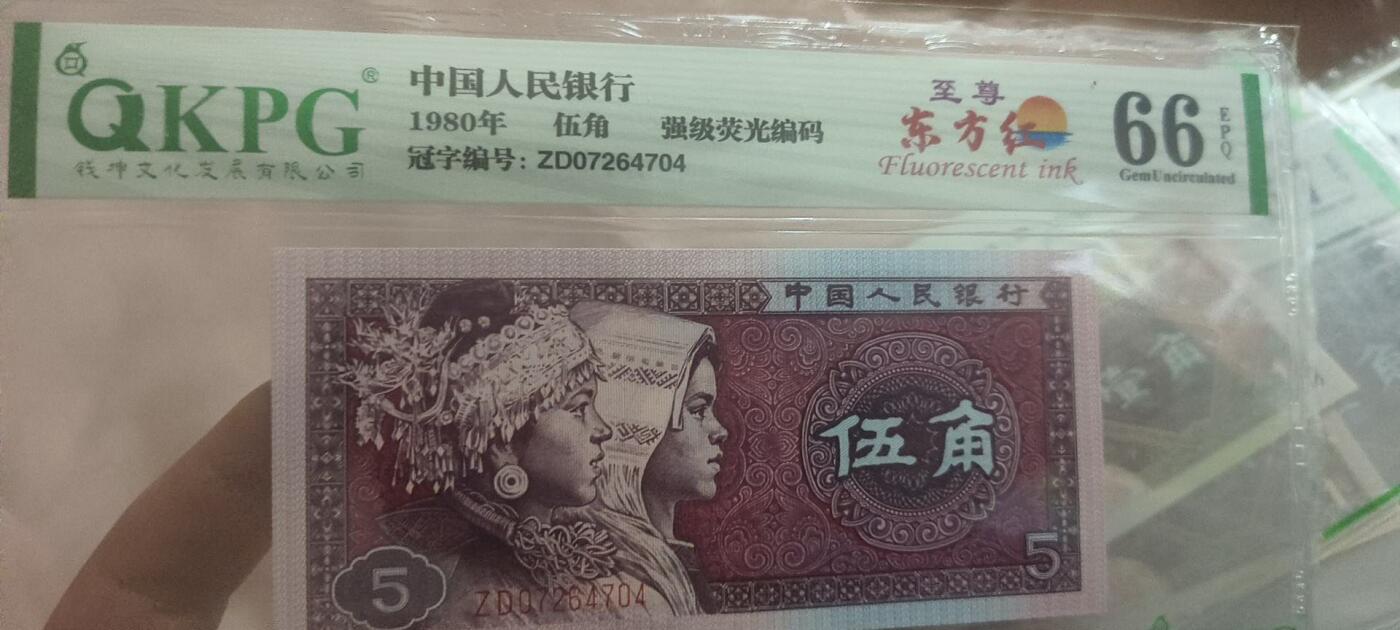 QKPG®
钱坤文化发展有限公司
中国人民银行
1980年 伍角 强级荧光编码
冠字编号: ZD07264704
至尊
东方红
Fluorescent ink
66
EPQ
GemUncirculated
中国人民银行
伍角
5
5
ZD07264704